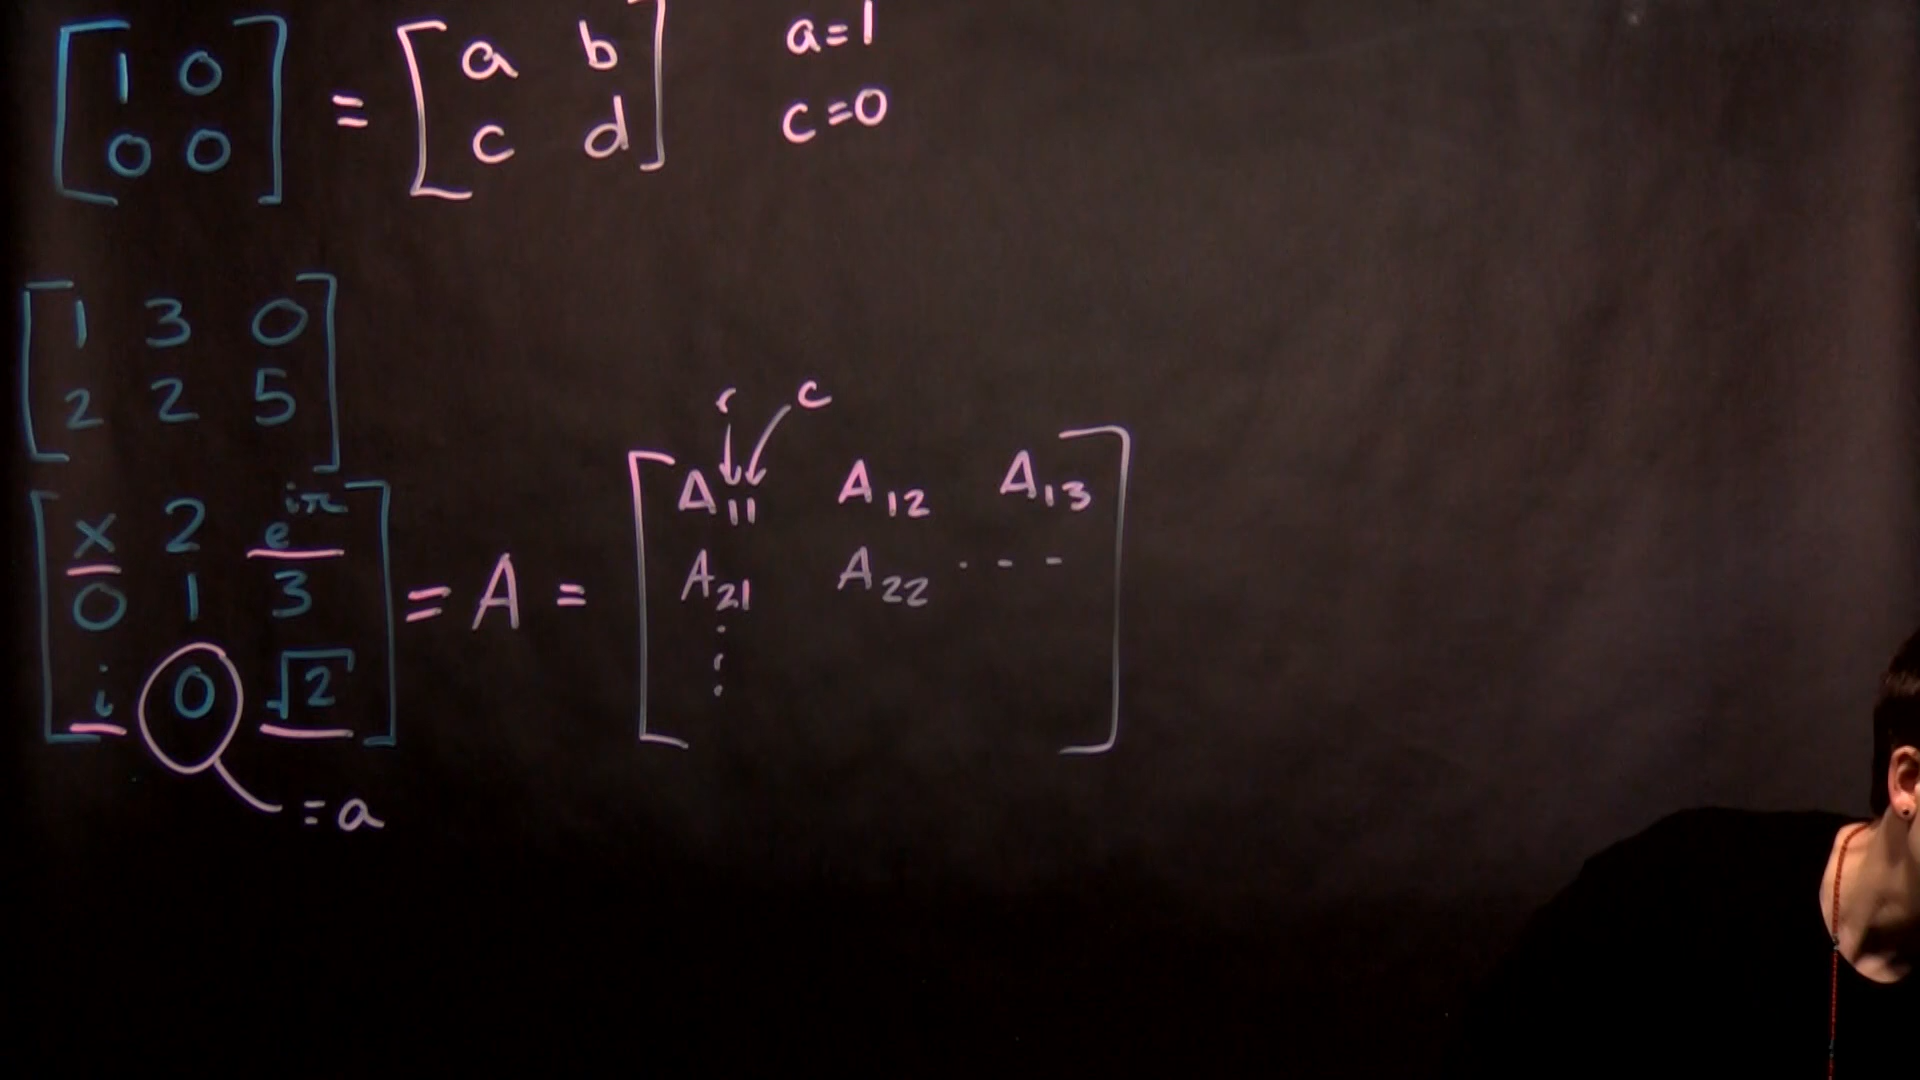 [1 0
0 0] = [a b
c d] a=1
c=0
[1 3 0
2 2 5]
r c
[x 2 e^{iπ}
0 1 3
i 0 √2] = A = [A₁₁ A₁₂ A₁₃
A₂₁ A₂₂ · - -
⋮ ]
= a